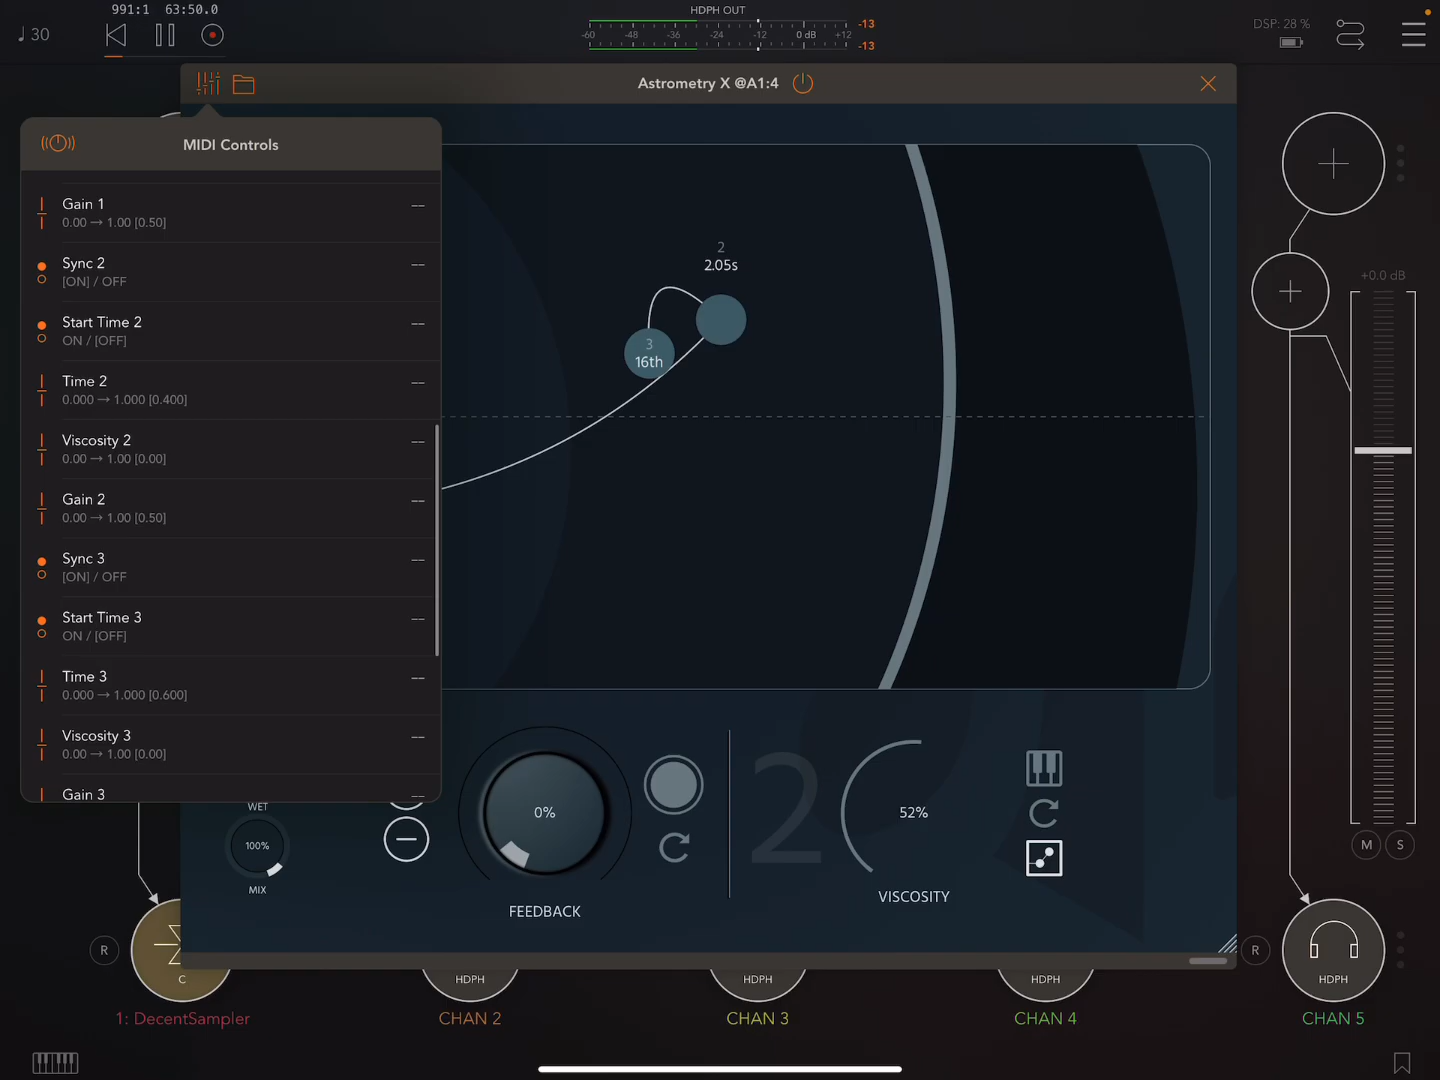 991:1 63:50.0
HDPH OUT
♩ 30
-60 -48 -36 -24 -12 0 dB +12
-13
-13
DSP: 28 %
Astrometry X @A1:4
MIDI Controls
Gain 1 --
0.00 → 1.00 [0.50]
Sync 2 --
[ON] / OFF
Start Time 2 --
ON / [OFF]
Time 2 --
0.000 → 1.000 [0.400]
Viscosity 2 --
0.00 → 1.00 [0.00]
Gain 2 --
0.00 → 1.00 [0.50]
Sync 3 --
[ON] / OFF
Start Time 3 --
ON / [OFF]
Time 3 --
0.000 → 1.000 [0.600]
Viscosity 3 --
0.00 → 1.00 [0.00]
Gain 3 --
2
2.05s
3
16th
+0.0 dB
WET
100%
MIX
0%
FEEDBACK
2
52%
VISCOSITY
M S
R
C
HDPH
HDPH
HDPH
R
HDPH
1: DecentSampler
CHAN 2
CHAN 3
CHAN 4
CHAN 5